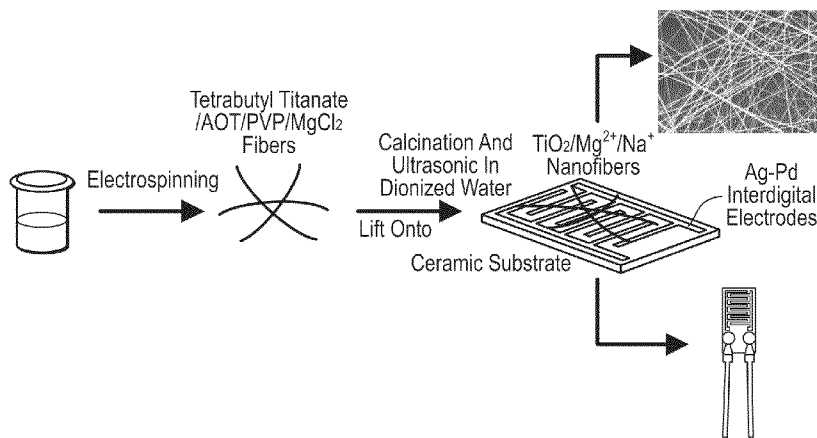 Electrospinning
Tetrabutyl Titanate
/AOT/PVP/MgCl₂
Fibers
Calcination And
Ultrasonic In
Dionized Water
Lift Onto
TiO₂/Mg²⁺/Na⁺
Nanofibers
Ag-Pd
Interdigital
Electrodes
Ceramic Substrate